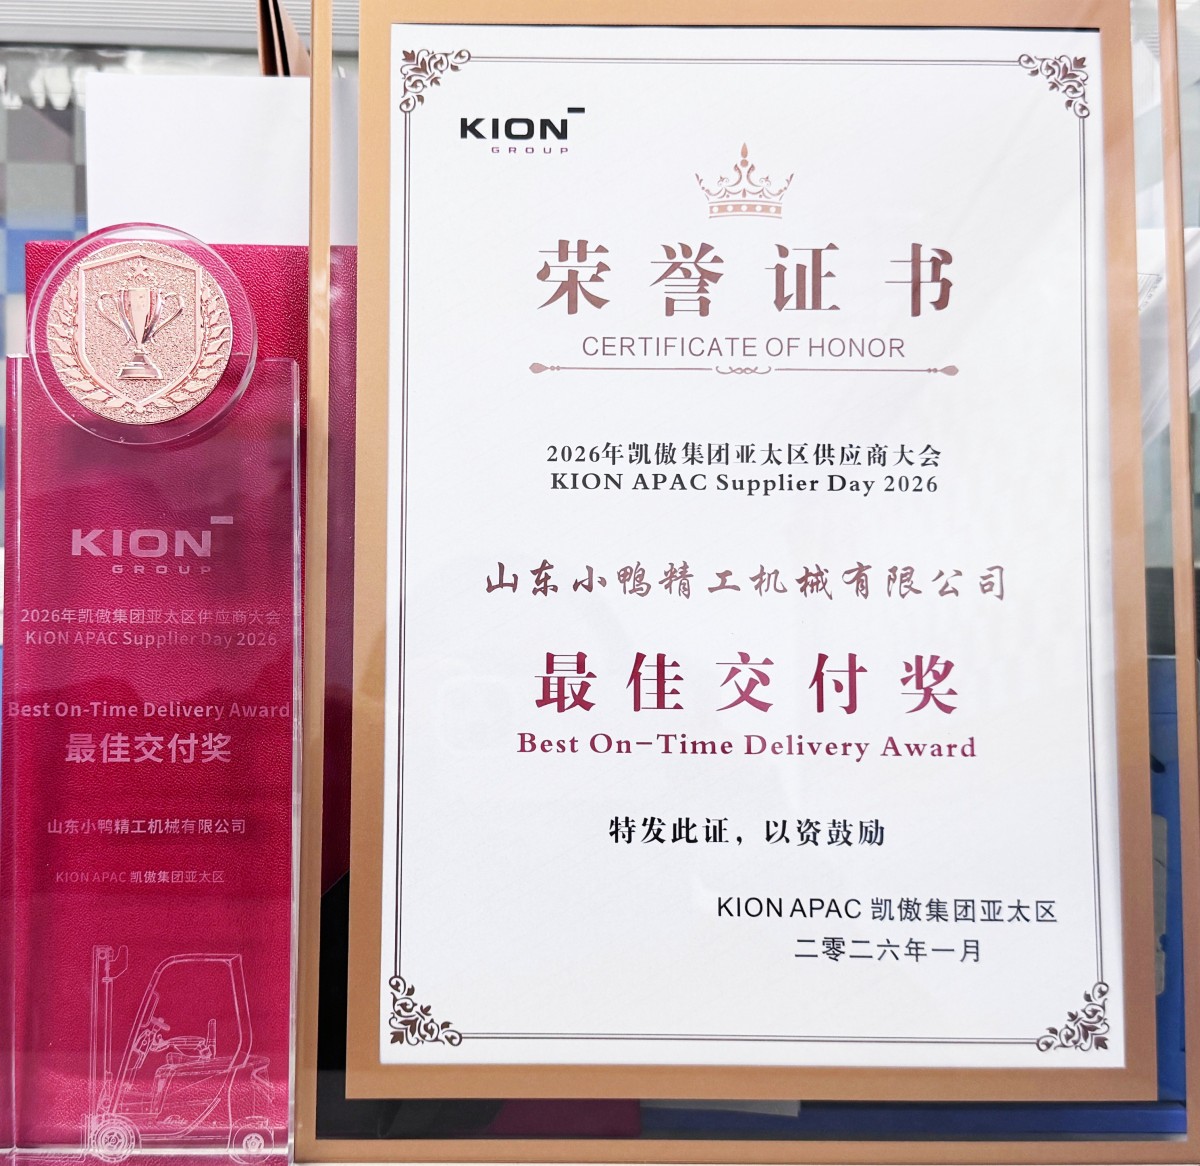 KION
GROUP
2026年凯傲集团亚太区供应商大会
KION APAC Supplier Day 2026
Best On-Time Delivery Award
最佳交付奖
山东小鸭精工机械有限公司
KION APAC 凯傲集团亚太区
KION
GROUP
荣誉证书
CERTIFICATE OF HONOR
2026年凯傲集团亚太区供应商大会
KION APAC Supplier Day 2026
山东小鸭精工机械有限公司
最佳交付奖
Best On-Time Delivery Award
特发此证，以资鼓励
KION APAC 凯傲集团亚太区
二零二六年一月